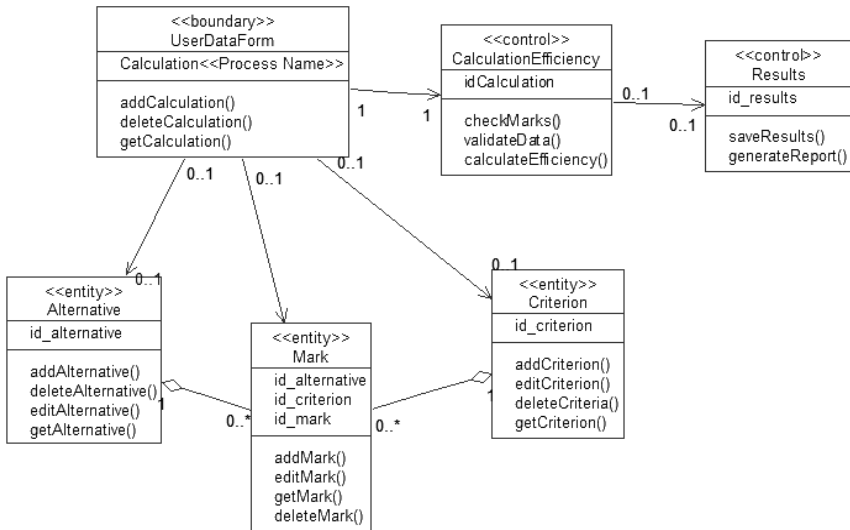 <<boundary>>
UserDataForm
Calculation<<Process Name>>
addCalculation()
deleteCalculation()
getCalculation()
<<control>>
CalculationEfficiency
idCalculation
checkMarks()
validateData()
calculateEfficiency()
<<control>>
Results
id_results
saveResults()
generateReport()
1
1
0..1
0..1
0..1
0..1
0..1
0..1
0..1
<<entity>>
Alternative
id_alternative
addAlternative()
deleteAlternative()
editAlternative()
getAlternative()
<<entity>>
Mark
id_alternative
id_criterion
id_mark
addMark()
editMark()
getMark()
deleteMark()
<<entity>>
Criterion
id_criterion
addCriterion()
editCriterion()
deleteCriteria()
getCriterion()
1
0..*
0..*
1